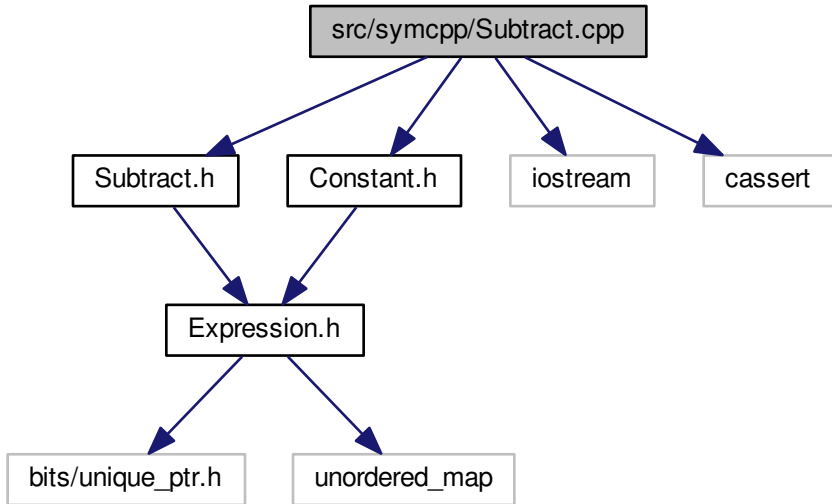 src/symcpp/Subtract.cpp
Subtract.h
Constant.h
iostream
cassert
Expression.h
bits/unique_ptr.h
unordered_map